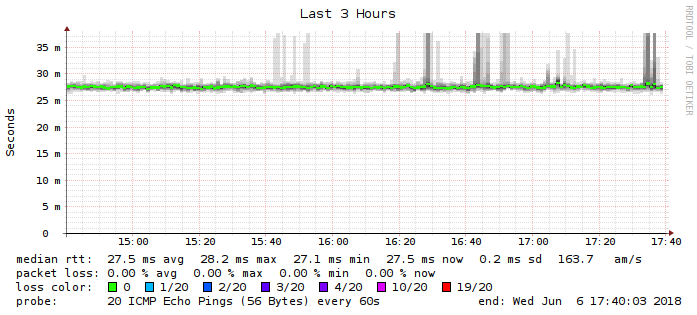 Last 3 Hours
RRDTOOL / TOBI OETIKER
Seconds
35 m
30 m
25 m
20 m
15 m
10 m
5 m
0
15:00 15:20 15:40 16:00 16:20 16:40 17:00 17:20 17:40
median rtt: 27.5 ms avg 28.2 ms max 27.1 ms min 27.5 ms now 0.2 ms sd 163.7 am/s
packet loss: 0.00 % avg 0.00 % max 0.00 % min 0.00 % now
loss color: 0 1/20 2/20 3/20 4/20 10/20 19/20
probe: 20 ICMP Echo Pings (56 Bytes) every 60s end: Wed Jun 6 17:40:03 2018